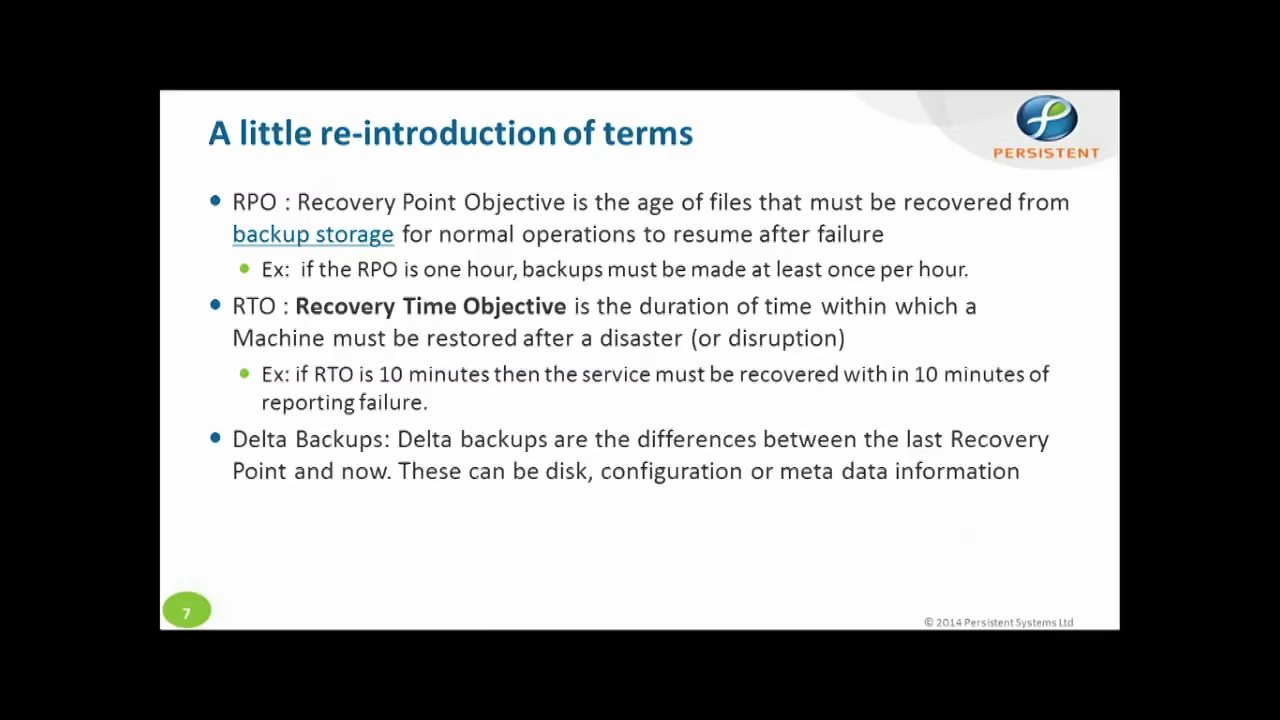 A little re-introduction of terms
PERSISTENT
RPO : Recovery Point Objective is the age of files that must be recovered from
backup storage for normal operations to resume after failure
Ex: if the RPO is one hour, backups must be made at least once per hour.
RTO : Recovery Time Objective is the duration of time within which a
Machine must be restored after a disaster (or disruption)
Ex: if RTO is 10 minutes then the service must be recovered with in 10 minutes of
reporting failure.
Delta Backups: Delta backups are the differences between the last Recovery
Point and now. These can be disk, configuration or meta data information
7
© 2014 Persistent Systems Ltd